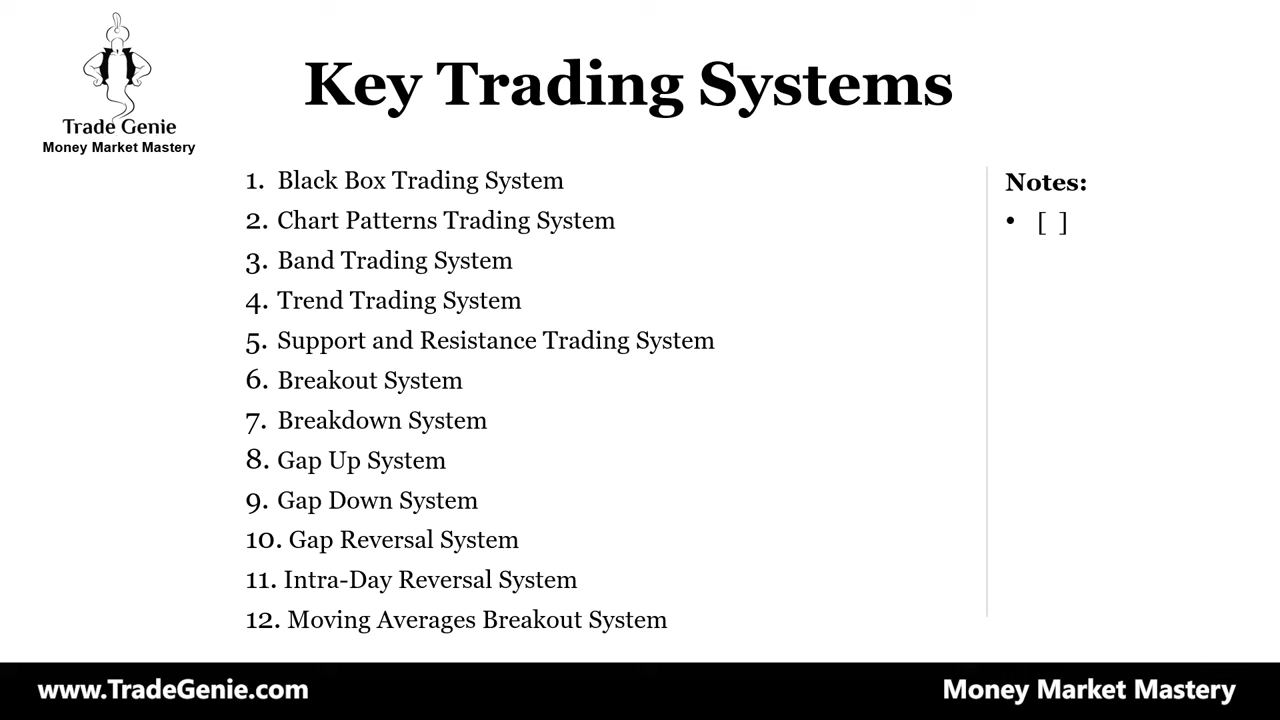 Trade Genie
Money Market Mastery
Key Trading Systems
1. Black Box Trading System
2. Chart Patterns Trading System
3. Band Trading System
4. Trend Trading System
5. Support and Resistance Trading System
6. Breakout System
7. Breakdown System
8. Gap Up System
9. Gap Down System
10. Gap Reversal System
11. Intra-Day Reversal System
12. Moving Averages Breakout System
Notes:
• [ ]
www.TradeGenie.com
Money Market Mastery